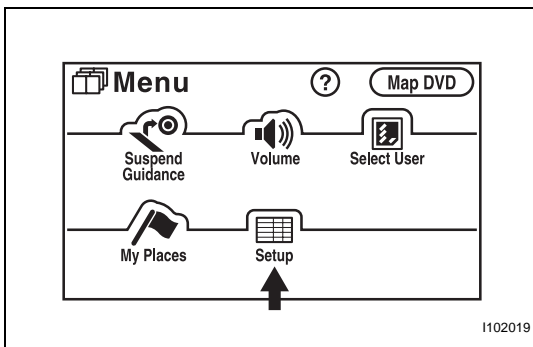 Menu ? Map DVD
Suspend Guidance
Volume
Select User
My Places
Setup
I102019